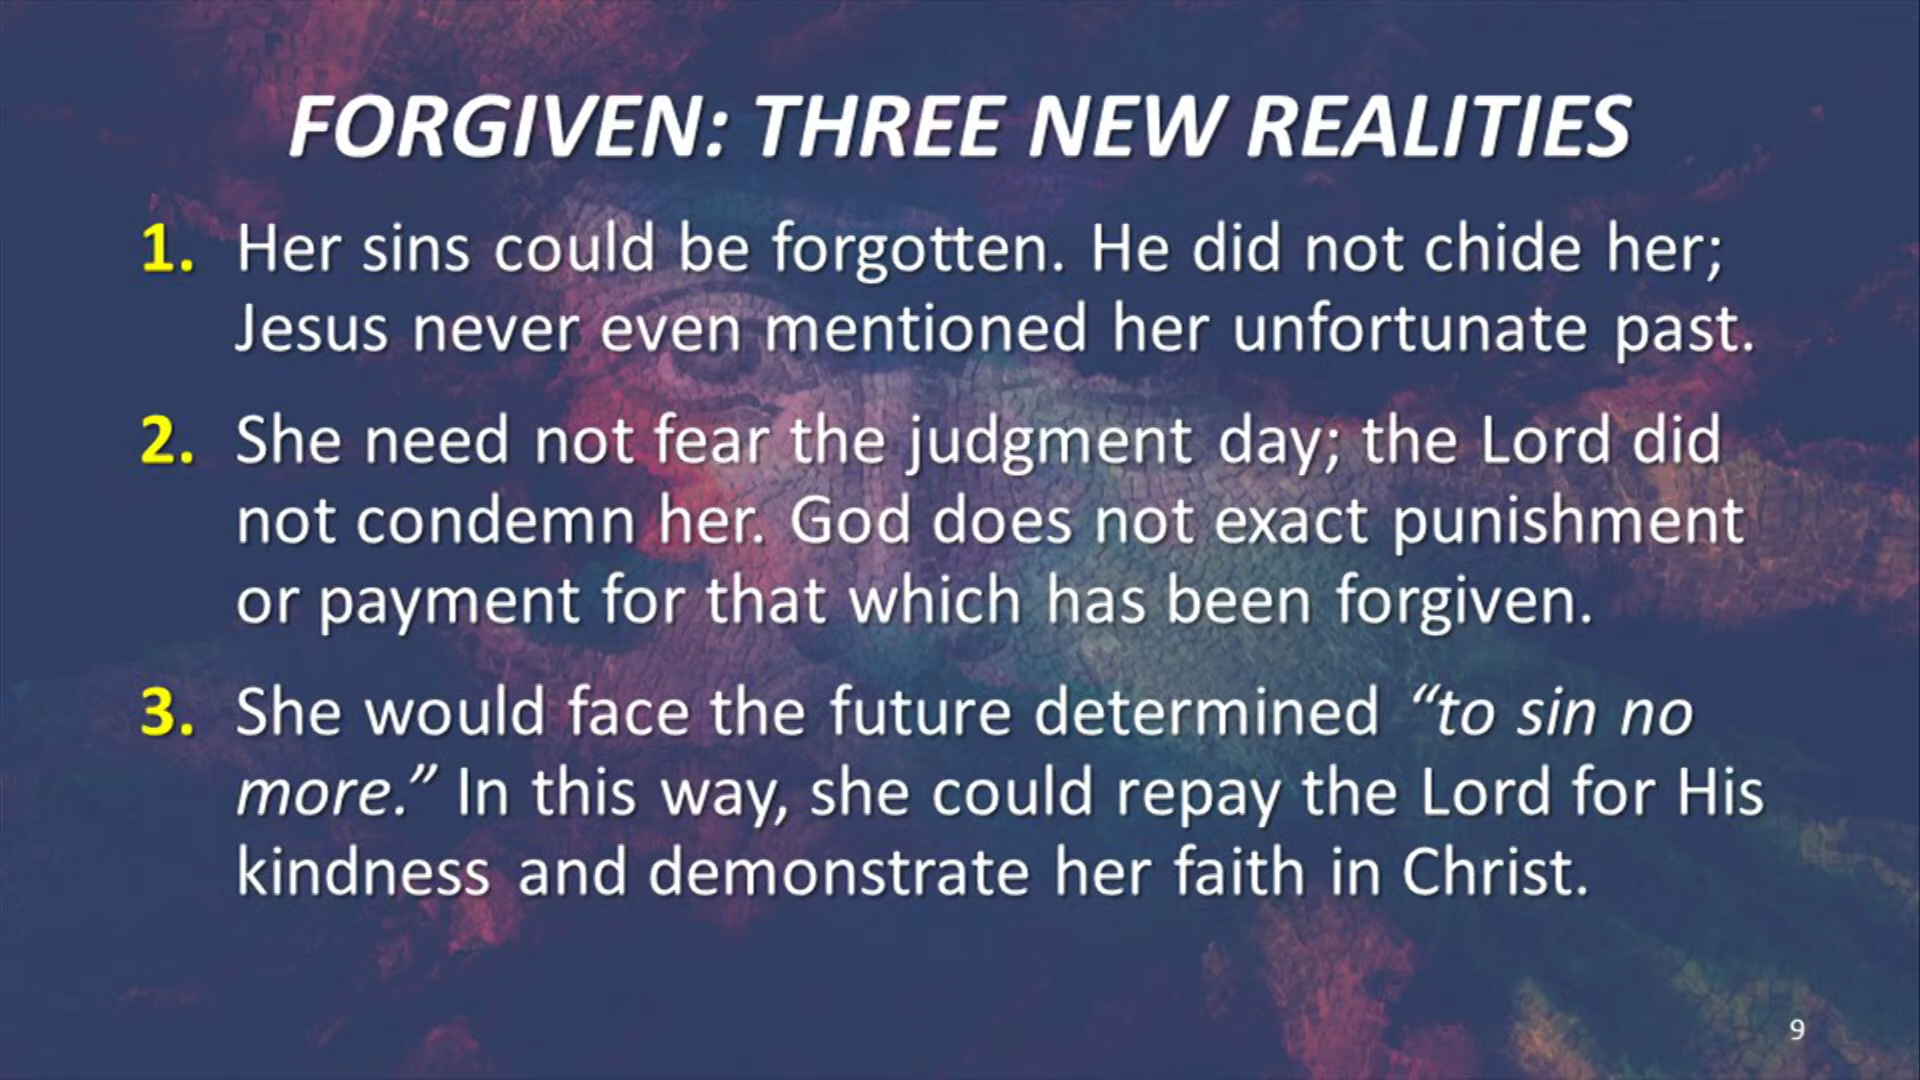 FORGIVEN: THREE NEW REALITIES
1. Her sins could be forgotten. He did not chide her;
Jesus never even mentioned her unfortunate past.
2. She need not fear the judgment day; the Lord did
not condemn her. God does not exact punishment
or payment for that which has been forgiven.
3. She would face the future determined “to sin no
more.” In this way, she could repay the Lord for His
kindness and demonstrate her faith in Christ.
9